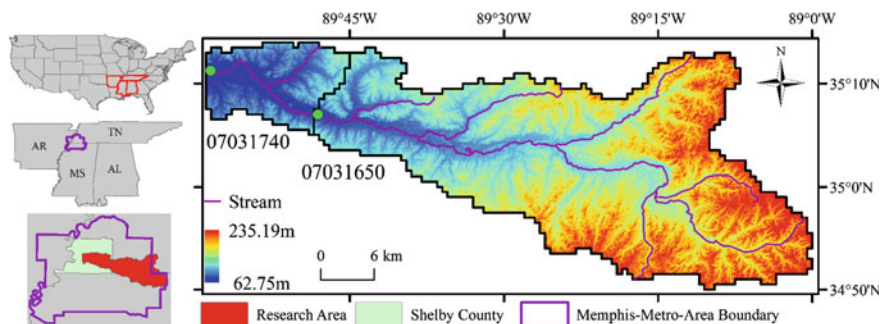 89°45'W 89°30'W 89°15'W 89°0'W
N
35°10'N
TN
AR
MS
AL
07031740
07031650
35°0'N
Stream
235.19m
62.75m
0 6 km
34°50'N
Research Area Shelby County Memphis-Metro-Area Boundary